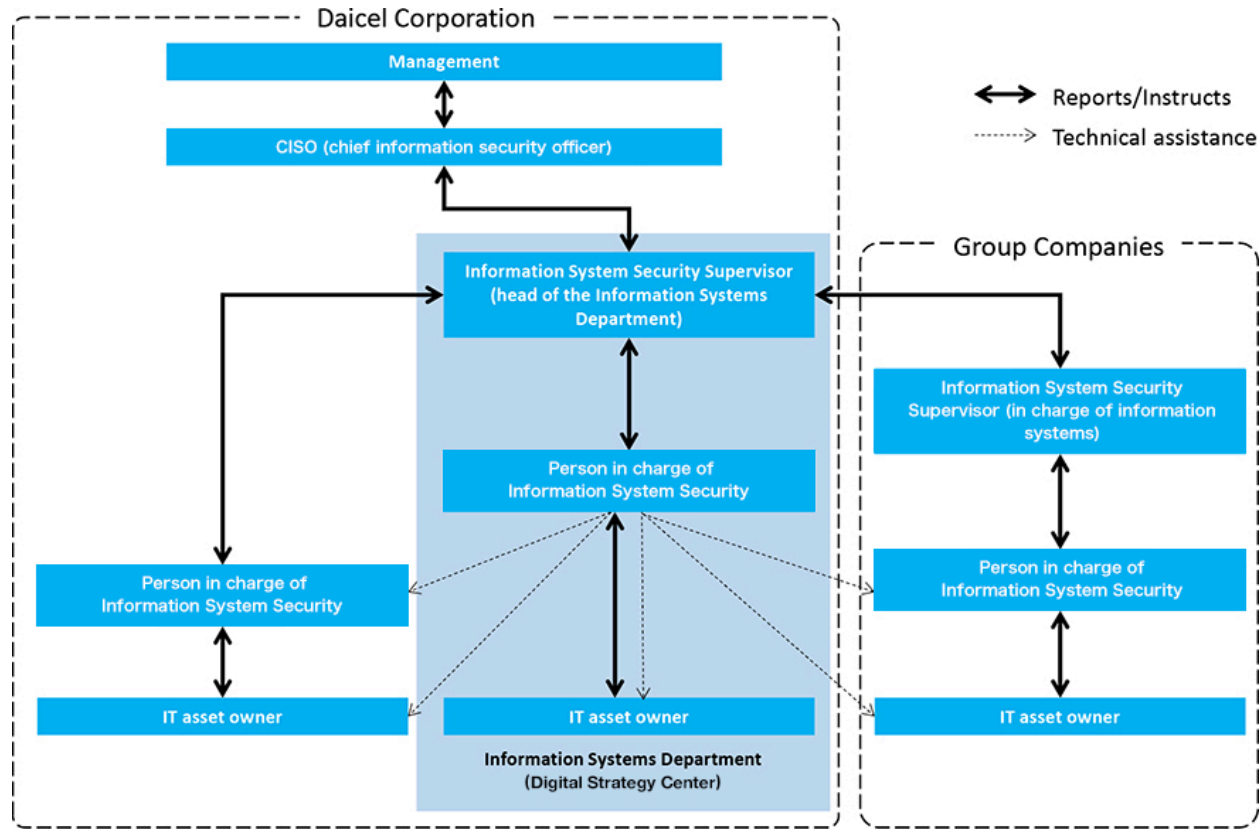 Daicel Corporation
Management
CISO (chief information security officer)
Reports/Instructs
Technical assistance
Information System Security Supervisor
(head of the Information Systems
Department)
Person in charge of
Information System Security
Person in charge of
Information System Security
IT asset owner
IT asset owner
Information Systems Department
(Digital Strategy Center)
Group Companies
Information System Security
Supervisor (in charge of information
systems)
Person in charge of
Information System Security
IT asset owner